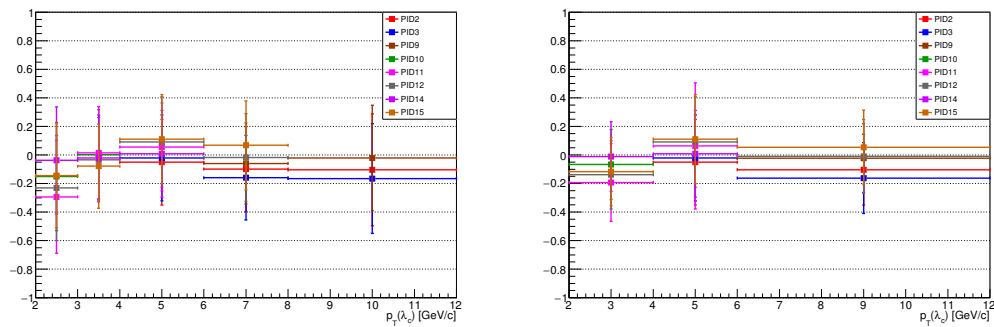 1
0.8
0.6
0.4
0.2
0
−0.2
−0.4
−0.6
−0.8
−1
2 3 4 5 6 7 8 9 10 11 12
p_T(λ_c) [GeV/c]
PID2
PID3
PID9
PID10
PID11
PID12
PID14
PID15
1
0.8
0.6
0.4
0.2
0
−0.2
−0.4
−0.6
−0.8
−1
2 3 4 5 6 7 8 9 10 11 12
p_T(λ_c) [GeV/c]
PID2
PID3
PID9
PID10
PID11
PID12
PID14
PID15